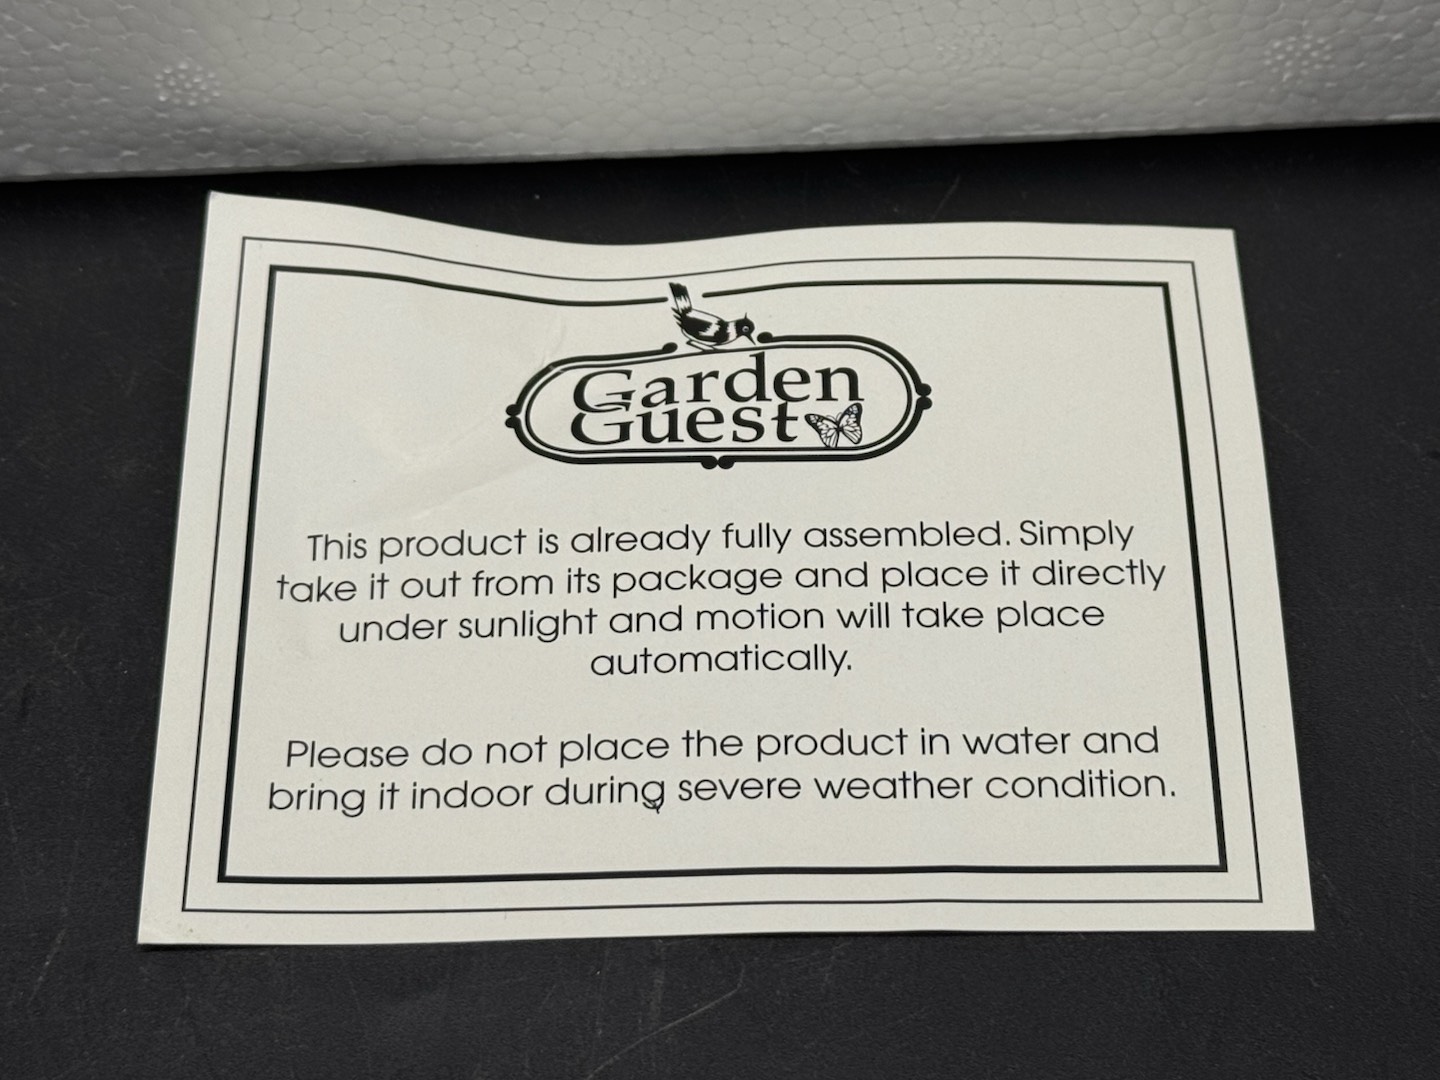 Garden
Guest
This product is already fully assembled. Simply
take it out from its package and place it directly
under sunlight and motion will take place
automatically.
Please do not place the product in water and
bring it indoor during severe weather condition.